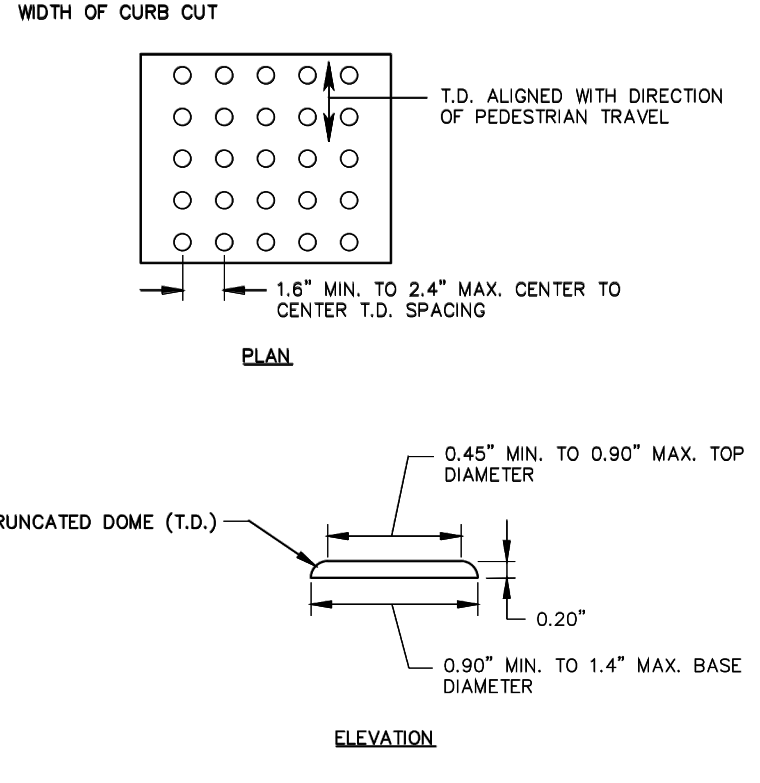 WIDTH OF CURB CUT
T.D. ALIGNED WITH DIRECTION
OF PEDESTRIAN TRAVEL
1.6" MIN. TO 2.4" MAX. CENTER TO
CENTER T.D. SPACING
PLAN
0.45" MIN. TO 0.90" MAX. TOP
DIAMETER
RUNCATED DOME (T.D.)
0.20"
0.90" MIN. TO 1.4" MAX. BASE
DIAMETER
ELEVATION